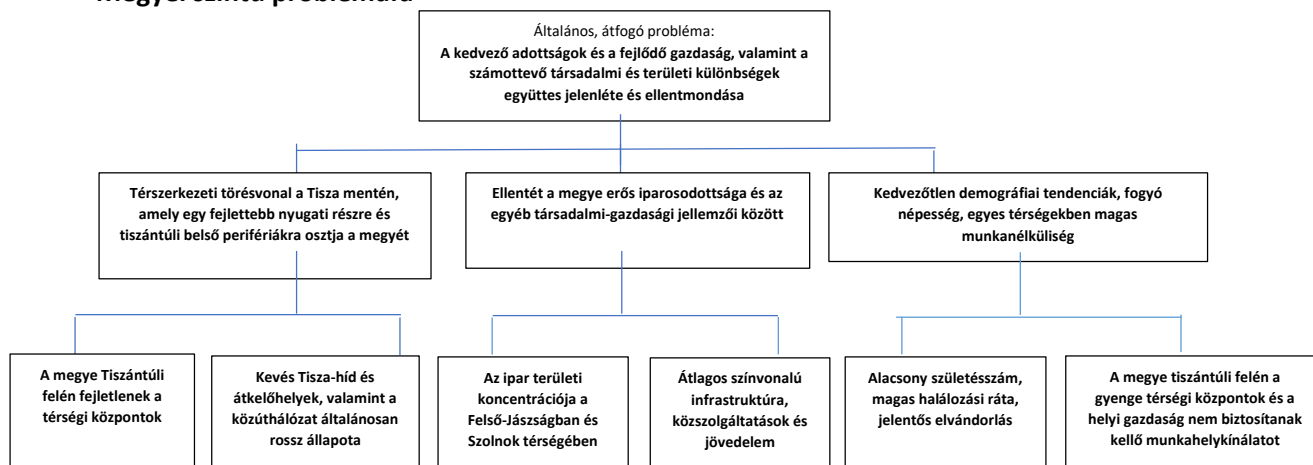 megyei szintű problémája
Általános, átfogó probléma:
A kedvező adottságok és a fejlődő gazdaság, valamint a
számottevő társadalmi és területi különbségek
együttes jelenléte és ellentmondása
Térszerkezeti törésvonal a Tisza mentén,
amely egy fejlettebb nyugati részre és
tiszántúli belső perifériákra osztja a megyét
Ellentét a megye erős iparosodottsága és az
egyéb társadalmi-gazdasági jellemzői között
Kedvezőtlen demográfiai tendenciák, fogyó
népesség, egyes térségekben magas
munkanélküliség
A megye Tiszántúli
felén fejletlenek a
térségi központok
Kevés Tisza-híd és
átkelőhelyek, valamint a
közúthálózat általánosan
rossz állapota
Az ipar területi
koncentrációja a
Felső-Jászságban és
Szolnok térségében
Átlagos színvonalú
infrastruktúra,
közszolgáltatások és
jövedelem
Alacsony születésszám,
magas halálozási ráta,
jelentős elvándorlás
A megye tiszántúli felén a
gyenge térségi központok és a
helyi gazdaság nem biztosítanak
kellő munkahelykínálatot